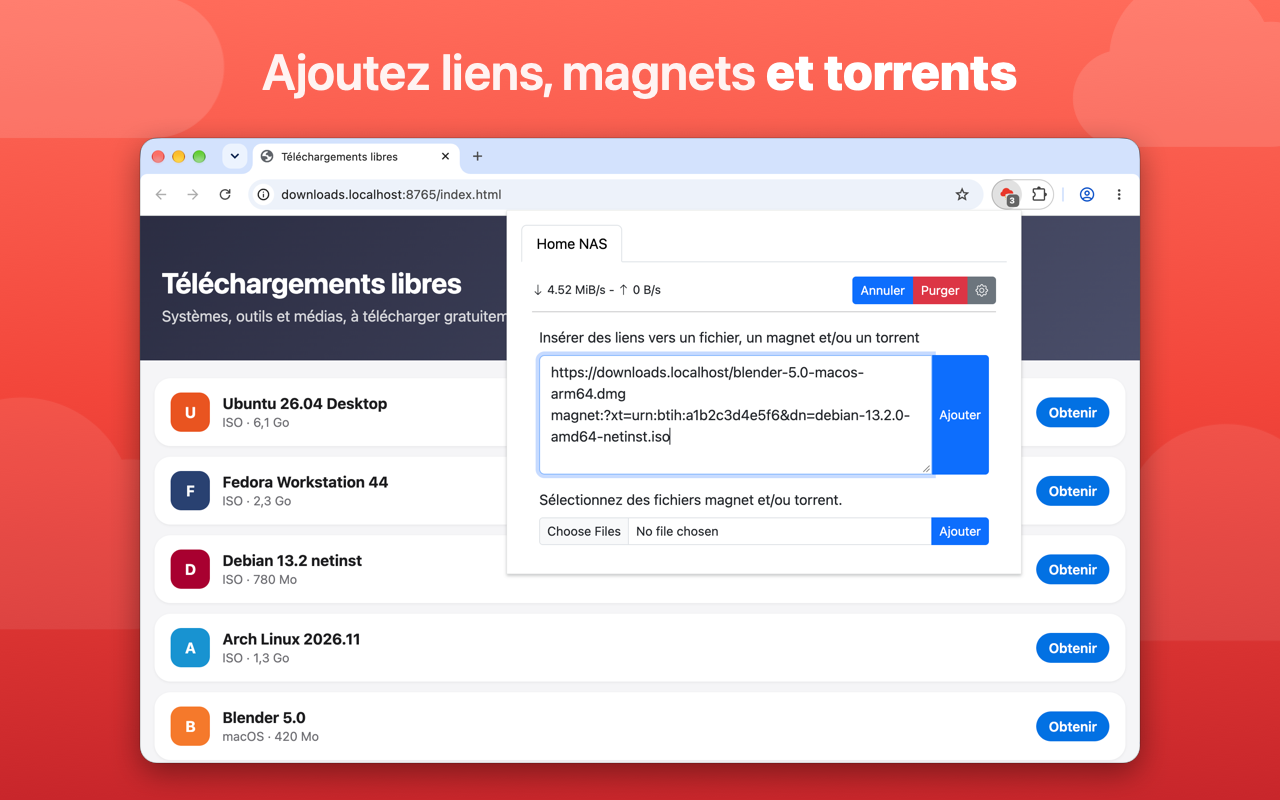 Ajoutez liens, magnets et torrents
Téléchargements libres
downloads.localhost:8765/index.html
3
Téléchargements libres
Systèmes, outils et médias, à télécharger gratuitem
Home NAS
↓ 4.52 MiB/s - ↑ 0 B/s
Annuler
Purger
Insérer des liens vers un fichier, un magnet et/ou un torrent
https://downloads.localhost/blender-5.0-macos-
arm64.dmg
magnet:?xt=urn:btih:a1b2c3d4e5f6&dn=debian-13.2.0-
amd64-netinst.iso
Ajouter
Sélectionnez des fichiers magnet et/ou torrent.
Choose Files No file chosen
Ajouter
U
Ubuntu 26.04 Desktop
ISO · 6,1 Go
Obtenir
F
Fedora Workstation 44
ISO · 2,3 Go
Obtenir
D
Debian 13.2 netinst
ISO · 780 Mo
Obtenir
A
Arch Linux 2026.11
ISO · 1,3 Go
Obtenir
B
Blender 5.0
macOS · 420 Mo
Obtenir